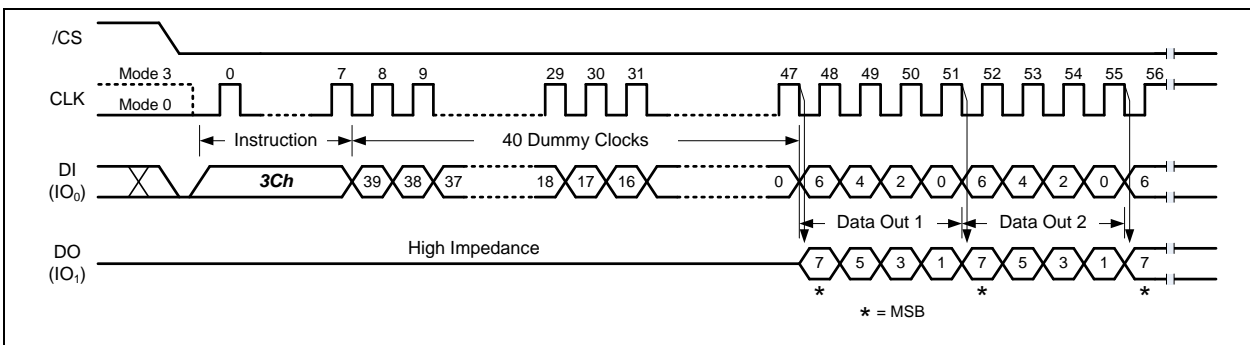 /CS
Mode 3 0 7 8 9 29 30 31 47 48 49 50 51 52 53 54 55 56
CLK
Mode 0
Instruction 40 Dummy Clocks
DI
(IO0)
3Ch 39 38 37 18 17 16 0 6 4 2 0 6 4 2 0 6
Data Out 1 Data Out 2
High Impedance
DO
(IO1)
7 5 3 1 7 5 3 1 7
* * *
* = MSB